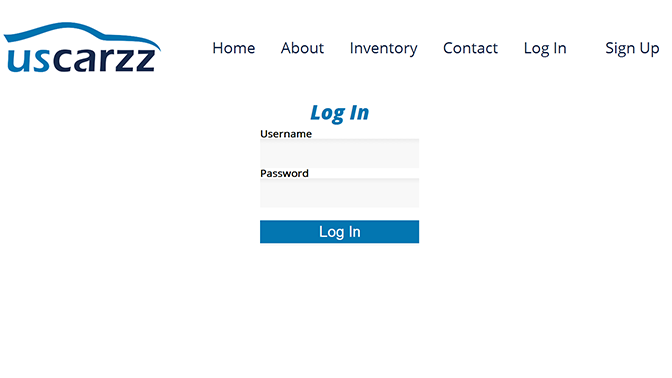 uscarzz
Home About Inventory Contact Log In Sign Up
Log In
Username
Password
Log In